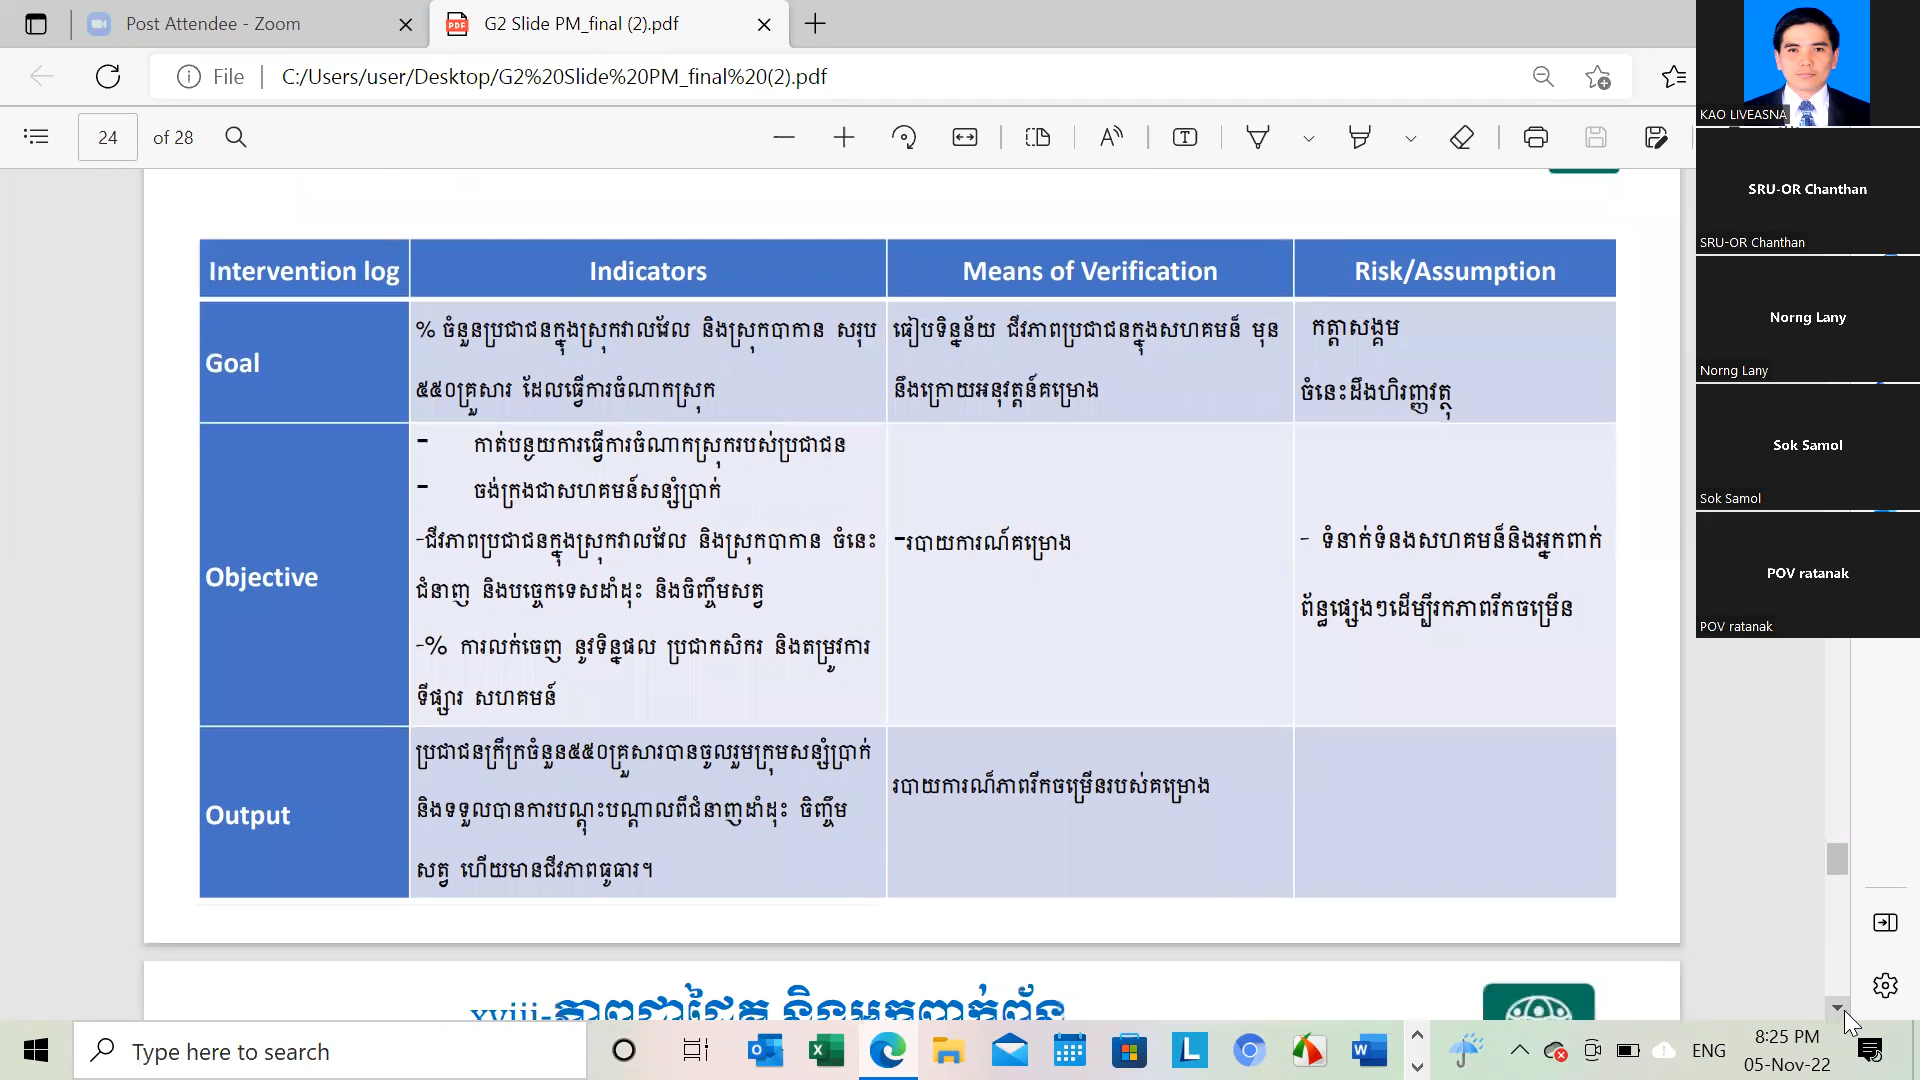 Post Attendee - Zoom
G2 Slide PM_final (2).pdf
File
C:/Users/user/Desktop/G2%20Slide%20PM_final%20(2).pdf
24
of 28
KAO LIVEASNA
SRU-OR Chanthan
SRU-OR Chanthan
Norng Lany
Norng Lany
Sok Samol
Sok Samol
POV ratanak
POV ratanak
Intervention log
Indicators
Means of Verification
Risk/Assumption
Goal
% ចំនួនប្រជាជនក្នុងស្រុកវាលវែល និងស្រុកបាកាន សរុប
៥៥០គ្រួសារ ដែលធ្វើការចំណាកស្រុក
ធៀបទិន្នន័យ ជីវភាពប្រជាជនក្នុងសហគមន៍ មុន
នឹងក្រោយអនុវត្តន៍គម្រោង
កត្តាសង្គម
ចំនេះដឹងហិរញ្ញវត្ថុ
Objective
- កាត់បន្ថយការធ្វើការចំណាកស្រុករបស់ប្រជាជន
- ចង់ក្រងជាសហគមន៍សន្សំប្រាក់
-ជីវភាពប្រជាជនក្នុងស្រុកវាលវែល និងស្រុកបាកាន ចំនេះ
ជំនាញ និងបច្ចេកទេសដាំដុះ និងចិញ្ចឹមសត្វ
-% ការលក់ចេញ នូវទិន្នផល ប្រជាកសិករ និងតម្រូវការ
ទីផ្សារ សហគមន៍
-របាយការណ៍គម្រោង
- ទំនាក់ទំនងសហគមន៍និងអ្នកពាក់
ព័ន្ធផ្សេងៗដើម្បីរកភាពរីកចម្រើន
Output
ប្រជាជនក្រីក្រចំនួន៥៥០គ្រួសារបានចូលរួមក្រុមសន្សំប្រាក់
និងទទួលបានការបណ្តុះបណ្តាលពីជំនាញដាំដុះ ចិញ្ចឹម
សត្វ ហើយមានជីវភាពធូធារ។
របាយការណ៍ភាពរីកចម្រើនរបស់គម្រោង
xviii-ភាពជាដៃគូ និងអ្នកពាក់ព័ន្ធ
Type here to search
ENG
8:25 PM
05-Nov-22